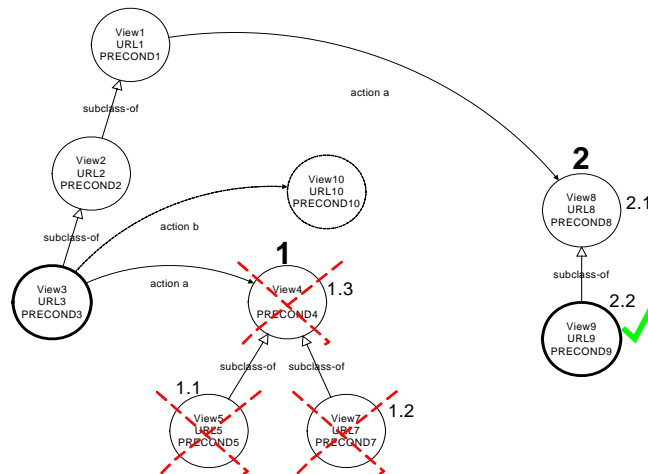 View1
URL1
PRECOND1
action a
subclass-of
View2
URL2
PRECOND2
2
View8
URL8
PRECOND8
2.1
View10
URL10
PRECOND10
action b
subclass-of
1
View3
URL3
PRECOND3
action a
View4
PRECOND4
1.3
subclass-of
2.2
View9
URL9
PRECOND9
subclass-of
subclass-of
1.1
View5
URL5
PRECOND5
View7
URL7
PRECOND7
1.2